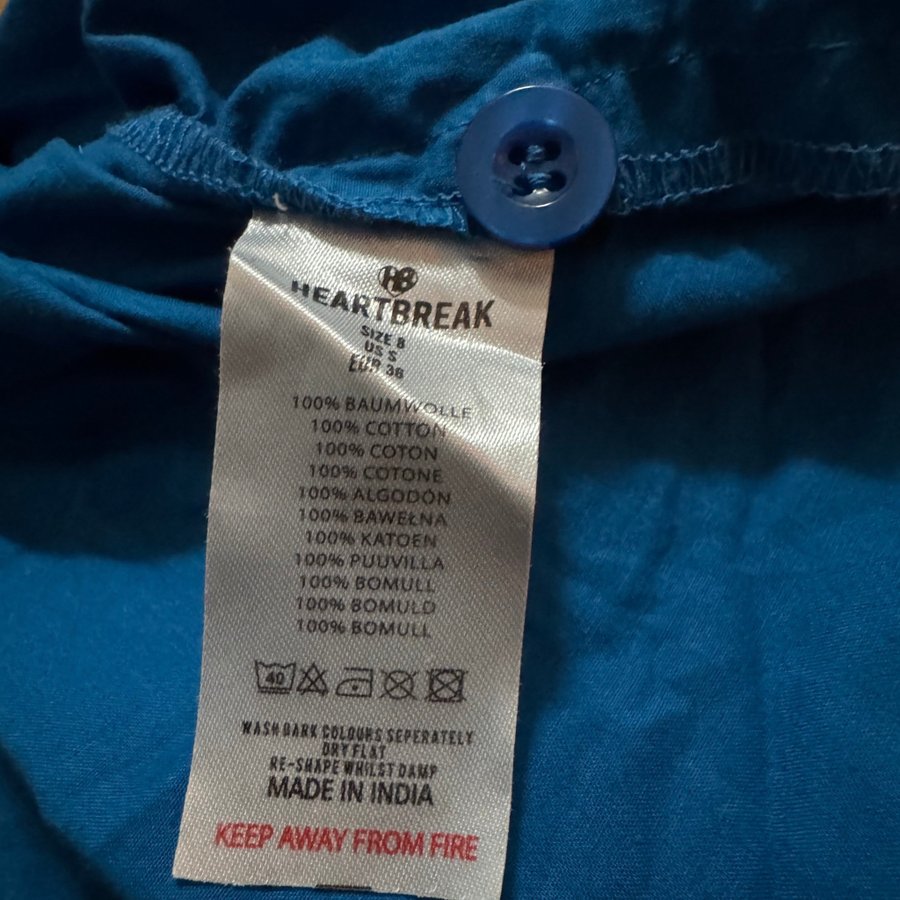 HB
HEARTBREAK
SIZE 8
US S
EUR 36
100% BAUMWOLLE
100% COTTON
100% COTON
100% COTONE
100% ALGODÓN
100% BAWEŁNA
100% KATOEN
100% PUUVILLA
100% BOMULL
100% BOMULD
100% BOMULL
40
WASH DARK COLOURS SEPERATELY
DRY FLAT
RE-SHAPE WHILST DAMP
MADE IN INDIA
KEEP AWAY FROM FIRE